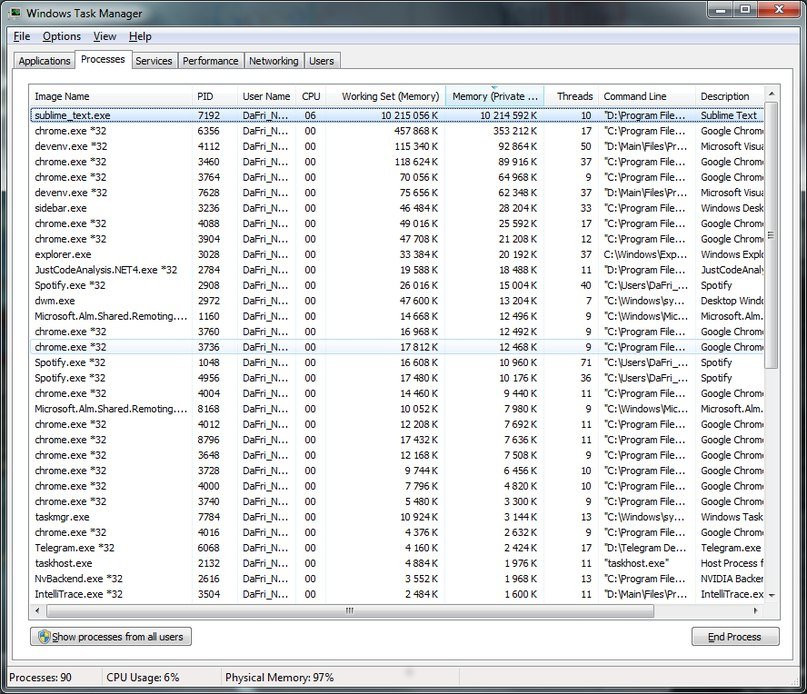 Windows Task Manager
File Options View Help
Applications Processes Services Performance Networking Users
Image Name PID User Name CPU Working Set (Memory) Memory (Private ... Threads Command Line Description
sublime_text.exe 7192 DaFri_N... 06 10 215 056 K 10 214 592 K 10 "D:\Program File... Sublime Text
chrome.exe *32 6356 DaFri_N... 00 457 868 K 353 212 K 17 "C:\Program File... Google Chrome
devenv.exe *32 4112 DaFri_N... 00 115 340 K 92 864 K 50 "D:\Main\Files\Pr... Microsoft Visua
chrome.exe *32 3460 DaFri_N... 00 118 624 K 89 916 K 37 "C:\Program File... Google Chrome
chrome.exe *32 3764 DaFri_N... 00 70 056 K 64 968 K 9 "C:\Program File... Google Chrome
devenv.exe *32 7628 DaFri_N... 00 75 656 K 62 348 K 37 "D:\Main\Files\Pr... Microsoft Visua
sidebar.exe 3236 DaFri_N... 00 46 484 K 28 204 K 33 "C:\Program File... Windows Desk
chrome.exe *32 4088 DaFri_N... 00 49 016 K 25 592 K 17 "C:\Program File... Google Chrome
chrome.exe *32 3904 DaFri_N... 00 47 708 K 21 208 K 12 "C:\Program File... Google Chrome
explorer.exe 3028 DaFri_N... 00 33 384 K 20 192 K 37 C:\Windows\Exp... Windows Expl
JustCodeAnalysis.NET4.exe *32 2784 DaFri_N... 00 19 588 K 18 488 K 11 "D:\Program File... JustCodeAnaly
Spotify.exe *32 2908 DaFri_N... 00 26 016 K 15 004 K 40 "C:\Users\DaFri_... Spotify
dwm.exe 2972 DaFri_N... 00 47 600 K 13 204 K 7 "C:\Windows\sy... Desktop Windo
Microsoft.Alm.Shared.Remoting.... 1160 DaFri_N... 00 14 668 K 12 496 K 9 "C:\Windows\Mic... Microsoft.Alm.
chrome.exe *32 3760 DaFri_N... 00 16 968 K 12 492 K 9 "C:\Program File... Google Chrome
chrome.exe *32 3736 DaFri_N... 00 17 812 K 12 468 K 9 "C:\Program File... Google Chrome
Spotify.exe *32 1048 DaFri_N... 00 16 608 K 10 960 K 71 "C:\Users\DaFri_... Spotify
Spotify.exe *32 4956 DaFri_N... 00 17 480 K 10 176 K 36 "C:\Users\DaFri_... Spotify
chrome.exe *32 4004 DaFri_N... 00 14 460 K 9 440 K 11 "C:\Program File... Google Chrome
Microsoft.Alm.Shared.Remoting.... 8168 DaFri_N... 00 10 052 K 7 980 K 9 "C:\Windows\Mic... Microsoft.Alm.
chrome.exe *32 4012 DaFri_N... 00 12 208 K 7 692 K 11 "C:\Program File... Google Chrome
chrome.exe *32 8796 DaFri_N... 00 17 432 K 7 636 K 11 "C:\Program File... Google Chrome
chrome.exe *32 3648 DaFri_N... 00 12 168 K 7 508 K 9 "C:\Program File... Google Chrome
chrome.exe *32 3728 DaFri_N... 00 9 744 K 6 456 K 10 "C:\Program File... Google Chrome
chrome.exe *32 4000 DaFri_N... 00 7 796 K 4 820 K 10 "C:\Program File... Google Chrome
chrome.exe *32 3740 DaFri_N... 00 5 480 K 3 300 K 9 "C:\Program File... Google Chrome
taskmgr.exe 7784 DaFri_N... 00 10 924 K 3 144 K 13 "C:\Windows\sy... Windows Task
chrome.exe *32 4016 DaFri_N... 00 4 376 K 2 632 K 9 "C:\Program File... Google Chrome
Telegram.exe *32 6068 DaFri_N... 00 4 160 K 2 424 K 17 "D:\Telegram De... Telegram.exe
taskhost.exe 2132 DaFri_N... 00 4 884 K 1 976 K 11 "taskhost.exe" Host Process f
NvBackend.exe *32 2616 DaFri_N... 00 3 552 K 1 968 K 13 "C:\Program File... NVIDIA Backen
IntelliTrace.exe *32 3504 DaFri_N... 00 2 484 K 1 600 K 11 "D:\Main\Files\Pr... IntelliTrace.ex
Show processes from all users End Process
Processes: 90 CPU Usage: 6% Physical Memory: 97%